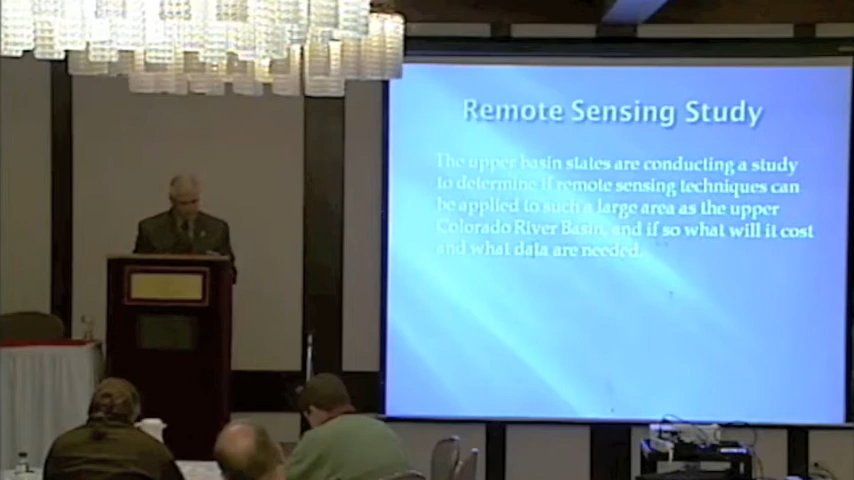 Remote Sensing Study
The upper basin states are conducting a study
to determine if remote sensing techniques can
be applied to such a large area as the upper
Colorado River Basin, and if so what will it cost
and what data are needed.